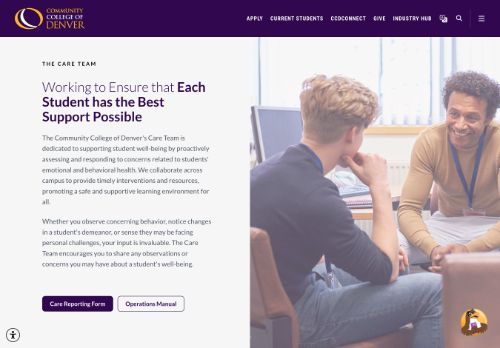 COMMUNITY
COLLEGE OF
DENVER
APPLY CURRENT STUDENTS CCDCONNECT GIVE INDUSTRY HUB
THE CARE TEAM
Working to Ensure that Each
Student has the Best
Support Possible
The Community College of Denver's Care Team is
dedicated to supporting student well-being by proactively
assessing and responding to concerns related to students'
emotional and behavioral health. We collaborate across
campus to provide timely interventions and resources,
promoting a safe and supportive learning environment for
all.
Whether you observe concerning behavior, notice changes
in a student's demeanor, or sense they may be facing
personal challenges, your input is invaluable. The Care
Team encourages you to share any observations or
concerns you may have about a student's well-being.
Care Reporting Form Operations Manual